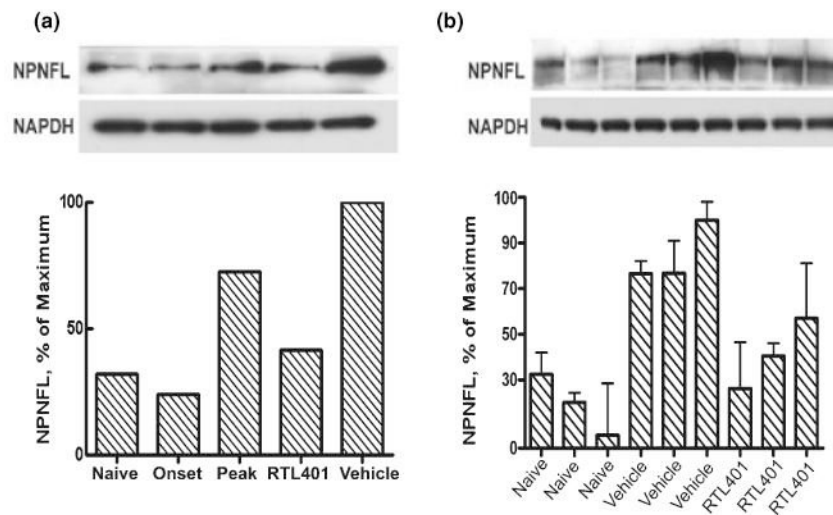 (a)
NPNFL
NAPDH
NPNFL, % of Maximum
100
50
0
Naive Onset Peak RTL401 Vehicle
(b)
NPNFL
NAPDH
NPNFL, % of Maximum
100
90
70
50
30
0
Naive
Naive
Naive
Vehicle
Vehicle
Vehicle
RTL401
RTL401
RTL401